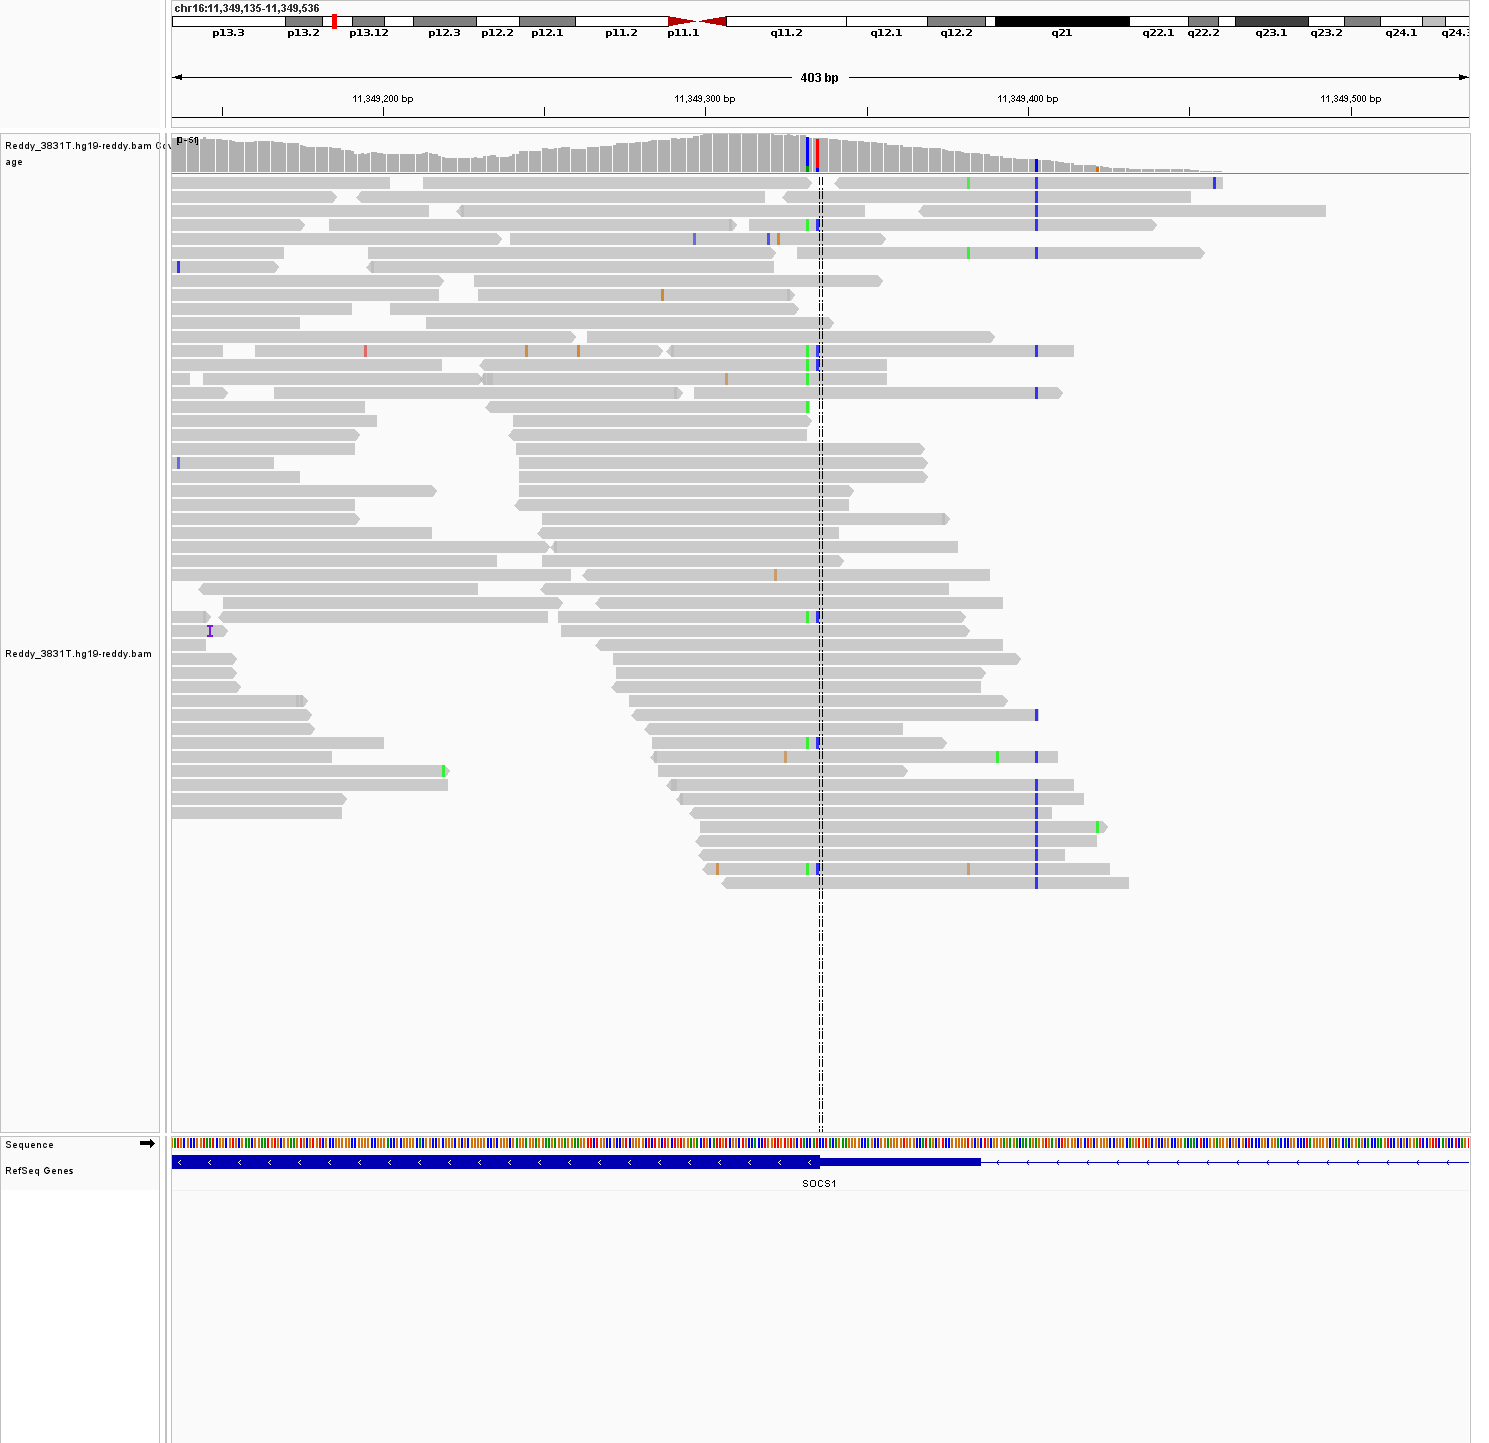 chr16:11,349,135-11,349,536
p13.3 p13.2 p13.12 p12.3 p12.2 p12.1 p11.2 p11.1 q11.2 q12.1 q12.2 q21 q22.1 q22.2 q23.1 q23.2 q24.1 q24.3
403 bp
11,349,200 bp 11,349,300 bp 11,349,400 bp 11,349,500 bp
Reddy_3831T.hg19-reddy.bam Cov
age
[0-51]
I
Reddy_3831T.hg19-reddy.bam
Sequence
RefSeq Genes
SOCS1